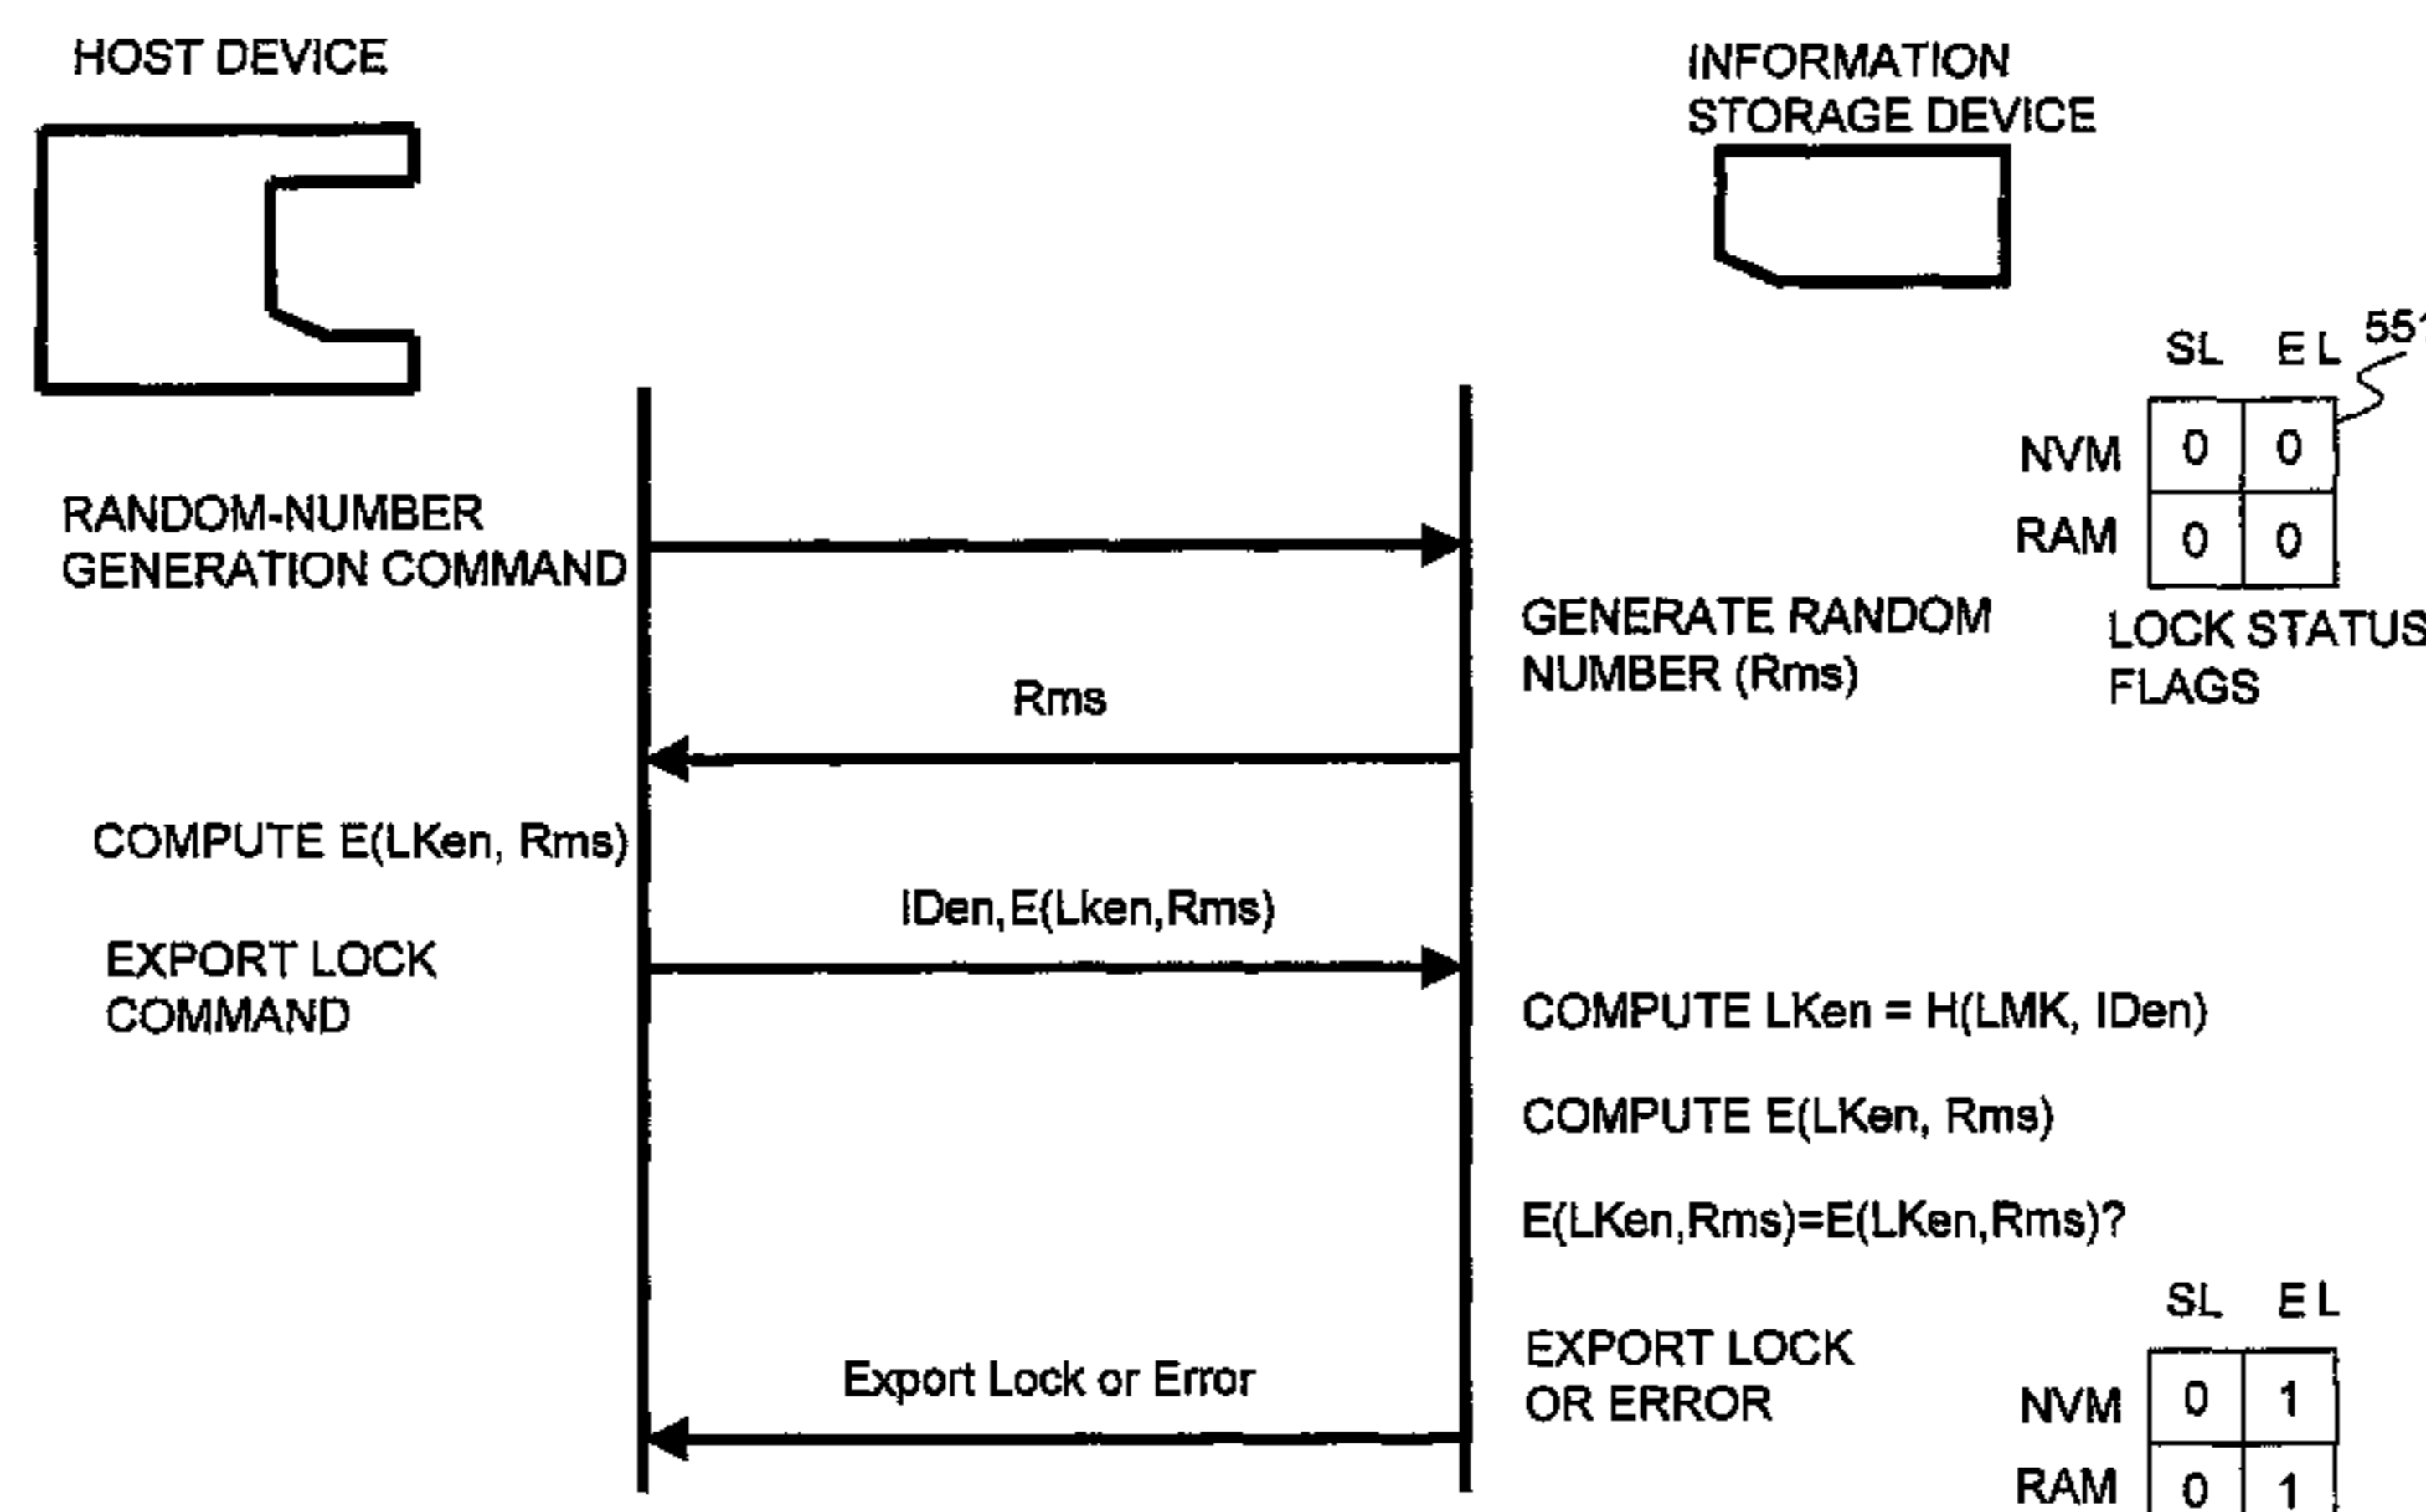 HOST DEVICE
INFORMATION
STORAGE DEVICE
SL EL
NVM 0 0
RAM 0 0
LOCK STATUS
FLAGS
RANDOM-NUMBER
GENERATION COMMAND
GENERATE RANDOM
NUMBER (Rms)
Rms
COMPUTE E(LKen, Rms)
IDen,E(Lken,Rms)
EXPORT LOCK
COMMAND
COMPUTE LKen = H(LMK, IDen)
COMPUTE E(LKen, Rms)
E(LKen,Rms)=E(LKen,Rms)?
EXPORT LOCK
OR ERROR
Export Lock or Error
SL EL
NVM 0 1
RAM 0 1